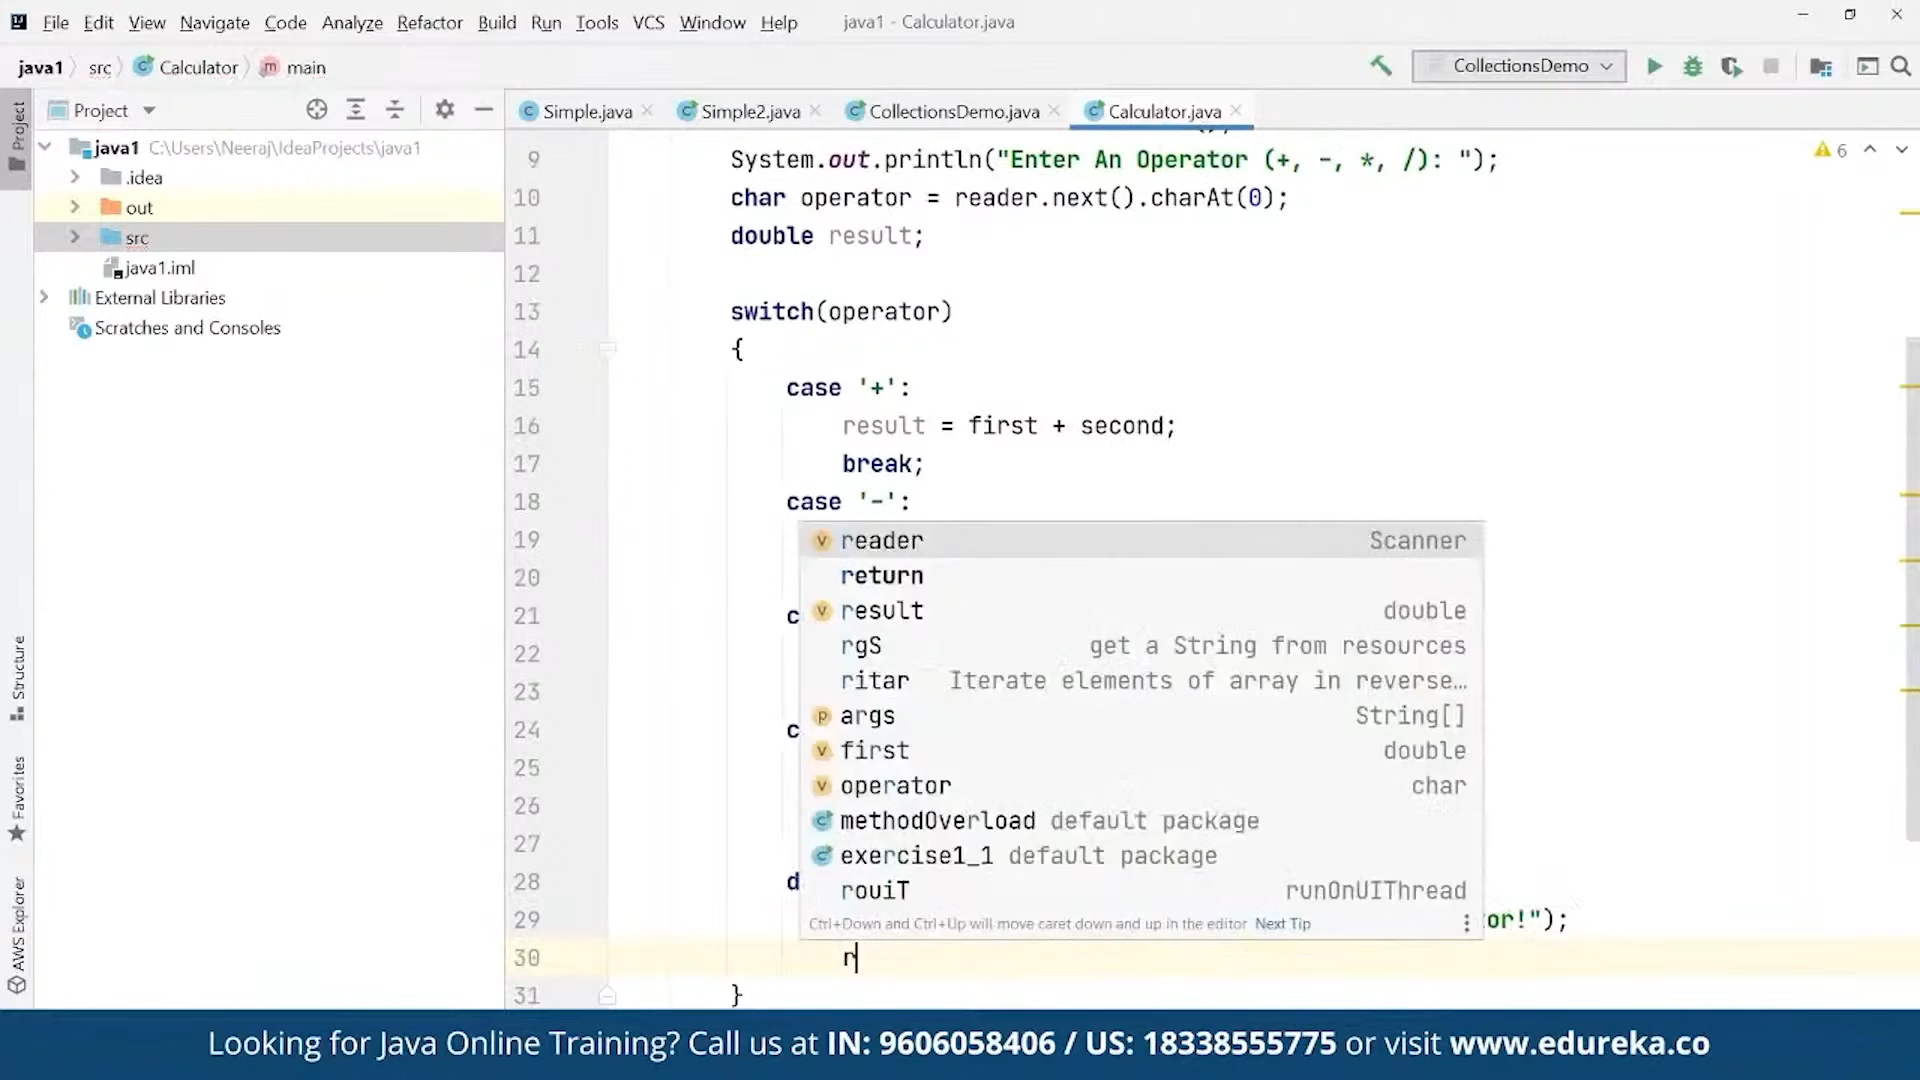 File Edit View Navigate Code Analyze Refactor Build Run Tools VCS Window Help java1 - Calculator.java
java1 src Calculator main CollectionsDemo
Project Simple.java Simple2.java CollectionsDemo.java Calculator.java
Project
java1 C:\Users\Neeraj\IdeaProjects\java1
.idea
out
src
java1.iml
External Libraries
Scratches and Consoles
Structure
Favorites
AWS Explorer
6
9 System.out.println("Enter An Operator (+, -, *, /): ");
10 char operator = reader.next().charAt(0);
11 double result;
12
13 switch(operator)
14 {
15 case '+':
16 result = first + second;
17 break;
18 case '-':
19
20
21 c
22
23
24 c
25
26
27
28 d
29 or!");
30 r
31 }
reader Scanner
return
result double
rgS get a String from resources
ritar Iterate elements of array in reverse…
args String[]
first double
operator char
methodOverload default package
exercise1_1 default package
rouiT runOnUIThread
Ctrl+Down and Ctrl+Up will move caret down and up in the editor Next Tip
Looking for Java Online Training? Call us at IN: 9606058406 / US: 18338555775 or visit www.edureka.co